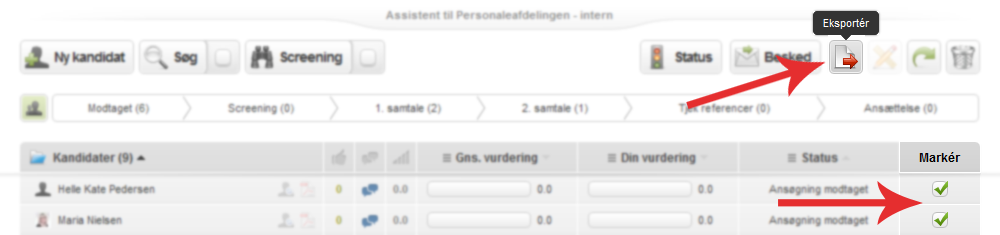 Assistent til Personaleafdelingen - intern
Eksportér
Ny kandidat Søg Screening Status Besked
Modtaget (6) Screening (0) 1. samtale (2) 2. samtale (1) Tjek referencer (0) Ansættelse (0)
Kandidater (9) Gns. vurdering Din vurdering Status Markér
Helle Kate Pedersen 0 0.0 0.0 0.0 Ansøgning modtaget
Maria Nielsen 0 0.0 0.0 0.0 Ansøgning modtaget